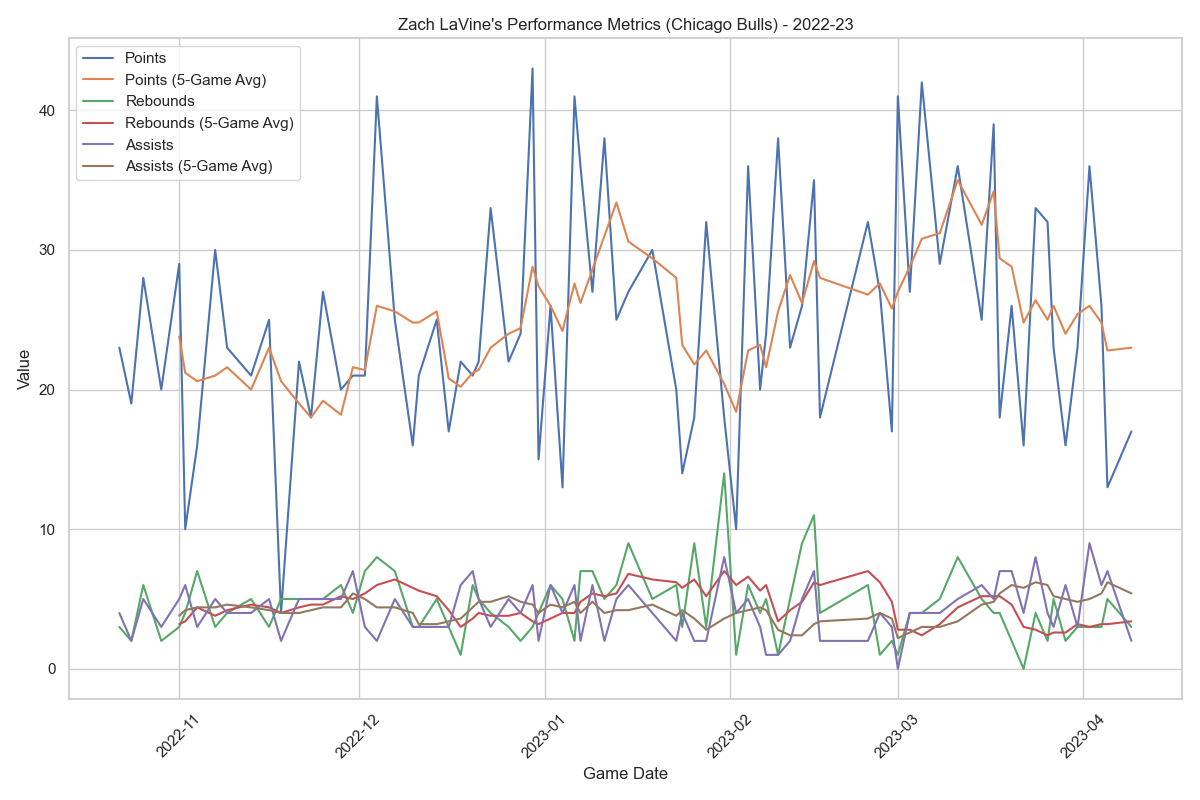 Zach LaVine's Performance Metrics (Chicago Bulls) - 2022-23
Points
Points (5-Game Avg)
Rebounds
Rebounds (5-Game Avg)
Assists
Assists (5-Game Avg)
Value
40
30
20
10
0
2022-11
2022-12
2023-01
2023-02
2023-03
2023-04
Game Date